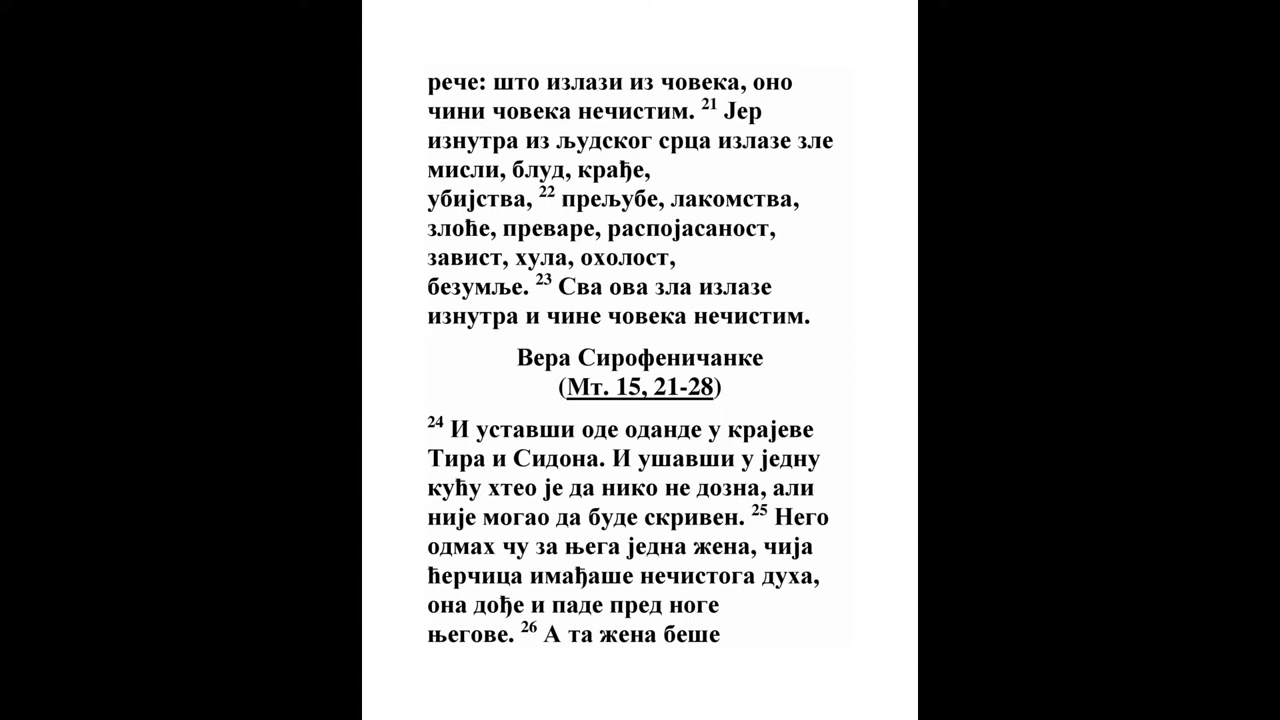 рече: што излази из човека, оно
чини човека нечистим. 21 Јер
изнутра из људског срца излазе зле
мисли, блуд, крађе,
убијства, 22 прељубе, лакомства,
злоће, преваре, распојасаност,
завист, хула, охолост,
безумље. 23 Сва ова зла излазе
изнутра и чине човека нечистим.
Вера Сирофеничанке
(Мт. 15, 21-28)
24 И уставши оде оданде у крајеве
Тира и Сидона. И ушавши у једну
кућу хтео је да нико не дозна, али
није могао да буде скривен. 25 Него
одмах чу за њега једна жена, чија
ћерчица имађаше нечистога духа,
она дође и паде пред ноге
његове. 26 А та жена беше